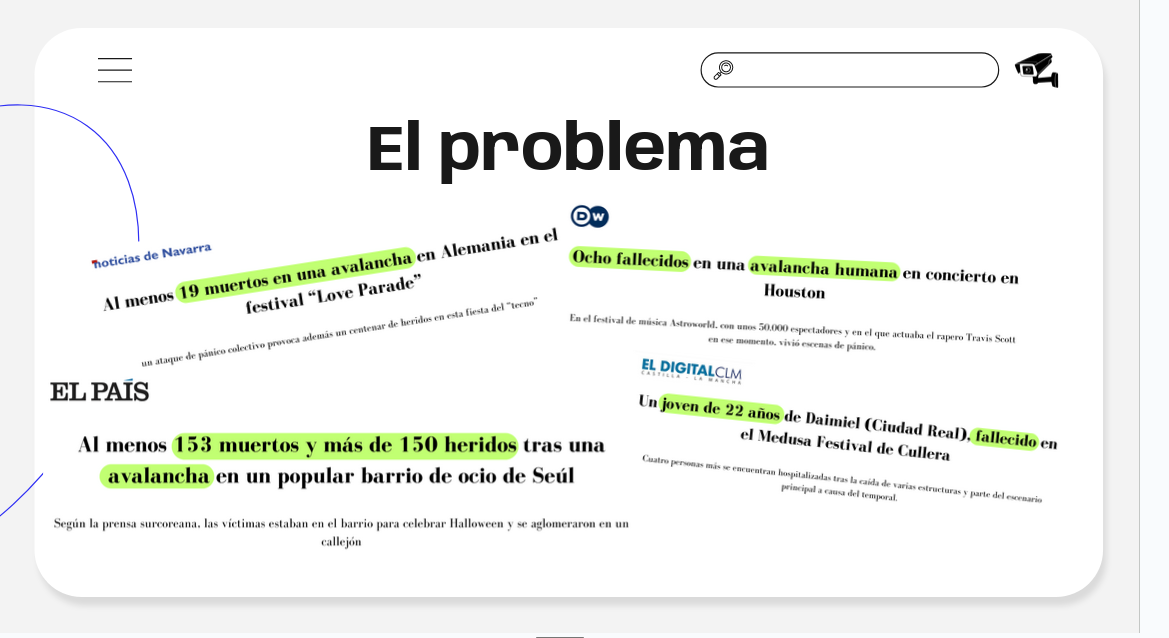 El problema
noticias de Navarra
Al menos 19 muertos en una avalancha en Alemania en el
festival “Love Parade”
un ataque de pánico colectivo provoca además un centenar de heridos en esta fiesta del “tecno”
DW
Ocho fallecidos en una avalancha humana en concierto en
Houston
En el festival de música Astroworld, con unos 50.000 espectadores y en el que actuaba el rapero Travis Scott
en ese momento, vivió escenas de pánico.
EL PAÍS
Al menos 153 muertos y más de 150 heridos tras una
avalancha en un popular barrio de ocio de Seúl
Según la prensa surcoreana, las víctimas estaban en el barrio para celebrar Halloween y se aglomeraron en un
callejón
EL DIGITALCLM
CASTILLA - LA MANCHA
Un joven de 22 años de Daimiel (Ciudad Real), fallecido en
el Medusa Festival de Cullera
Cuatro personas más se encuentran hospitalizadas tras la caída de varias estructuras y parte del escenario
principal a causa del temporal.